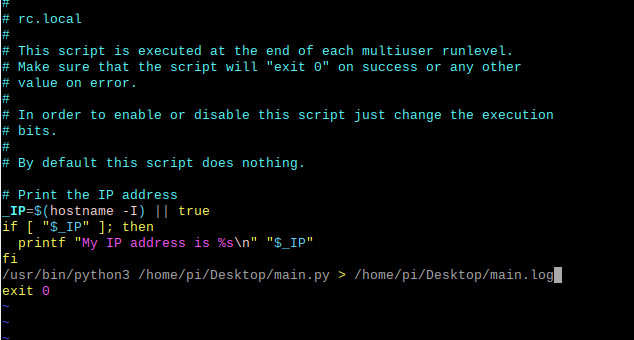 #
# rc.local
#
# This script is executed at the end of each multiuser runlevel.
# Make sure that the script will "exit 0" on success or any other
# value on error.
#
# In order to enable or disable this script just change the execution
# bits.
#
# By default this script does nothing.

# Print the IP address
_IP=$(hostname -I) || true
if [ "$_IP" ]; then
  printf "My IP address is %s\n" "$_IP"
fi
/usr/bin/python3 /home/pi/Desktop/main.py > /home/pi/Desktop/main.log
exit 0
~
~
~